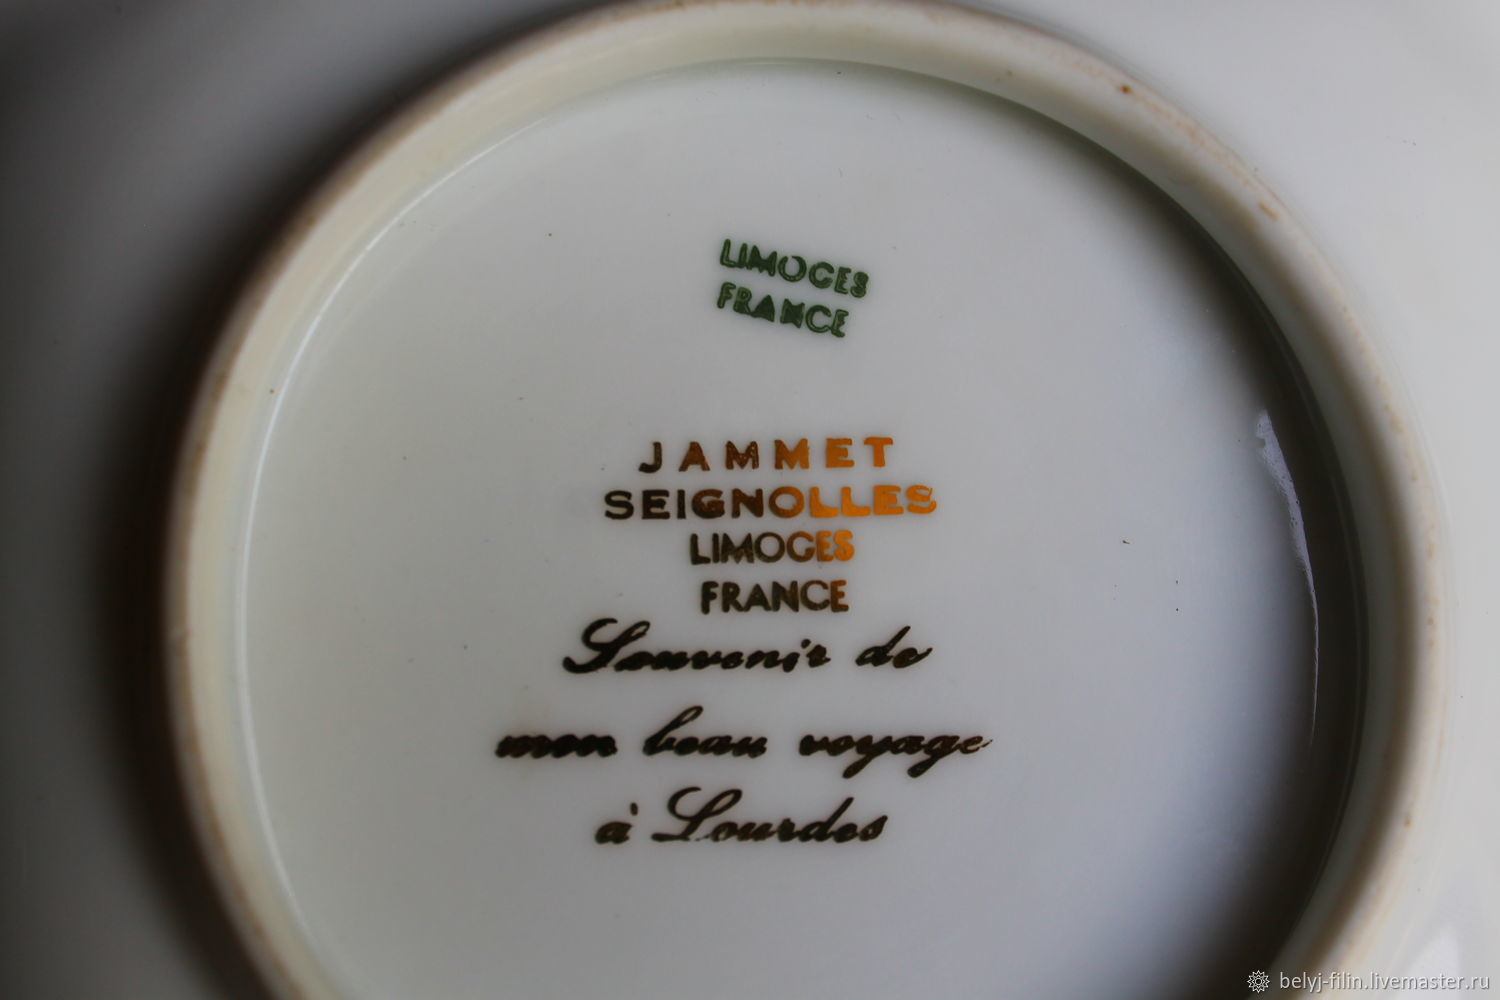 LIMOGES
FRANCE
JAMMET
SEIGNOLLES
LIMOGES
FRANCE
Souvenir de
mon beau voyage
à Lourdes
belyj-filin.livemaster.ru